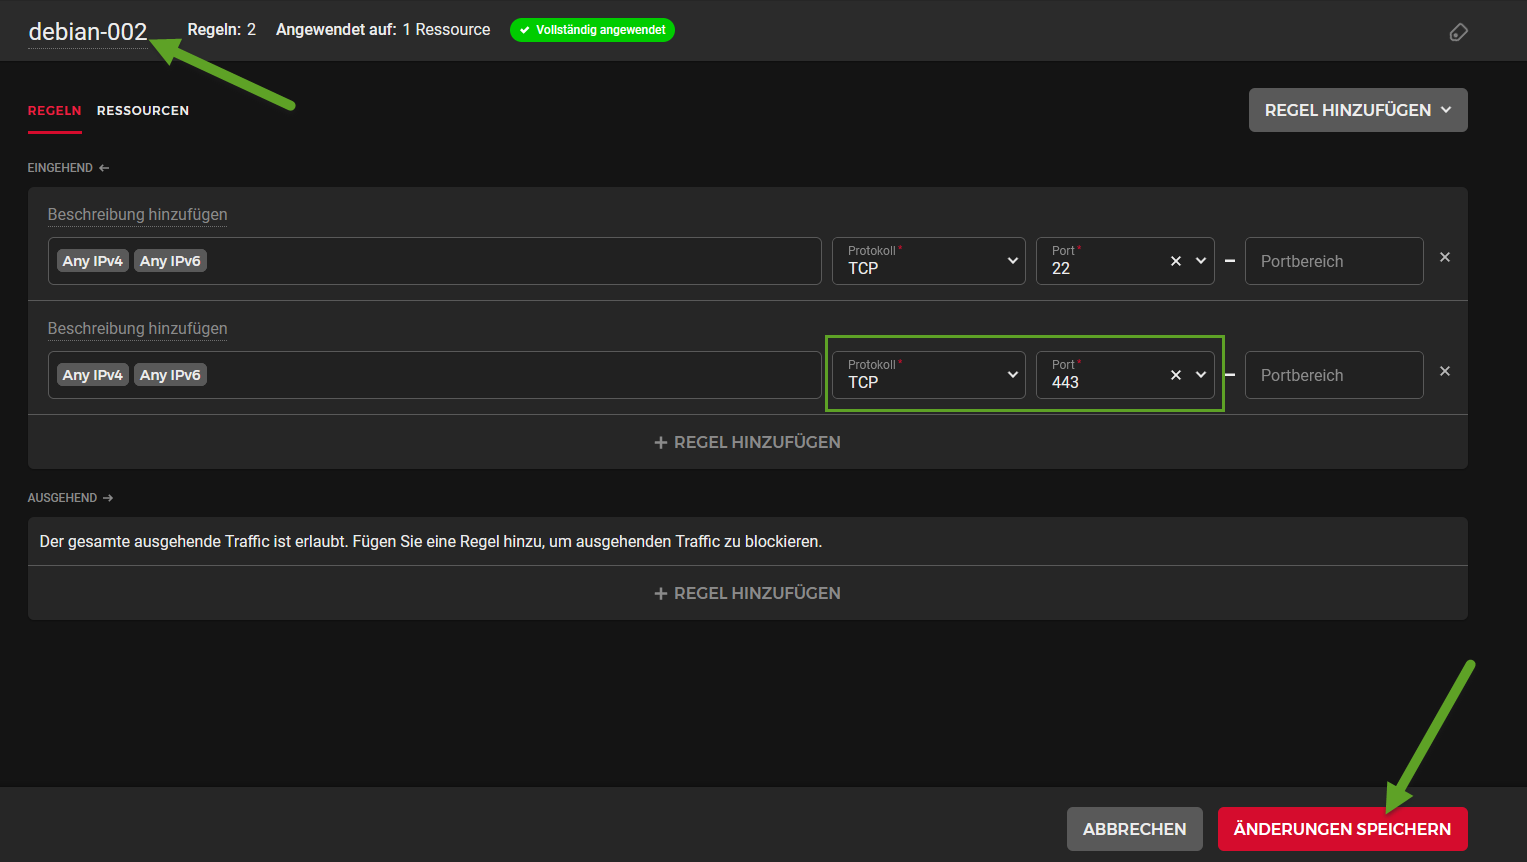 debian-002 Regeln: 2 Angewendet auf: 1 Ressource Vollständig angewendet
REGELN RESSOURCEN REGEL HINZUFÜGEN
EINGEHEND ←
Beschreibung hinzufügen
Any IPv4 Any IPv6 Protokoll* TCP Port* 22 – Portbereich
Beschreibung hinzufügen
Any IPv4 Any IPv6 Protokoll* TCP Port* 443 – Portbereich
+ REGEL HINZUFÜGEN
AUSGEHEND →
Der gesamte ausgehende Traffic ist erlaubt. Fügen Sie eine Regel hinzu, um ausgehenden Traffic zu blockieren.
+ REGEL HINZUFÜGEN
ABBRECHEN ÄNDERUNGEN SPEICHERN